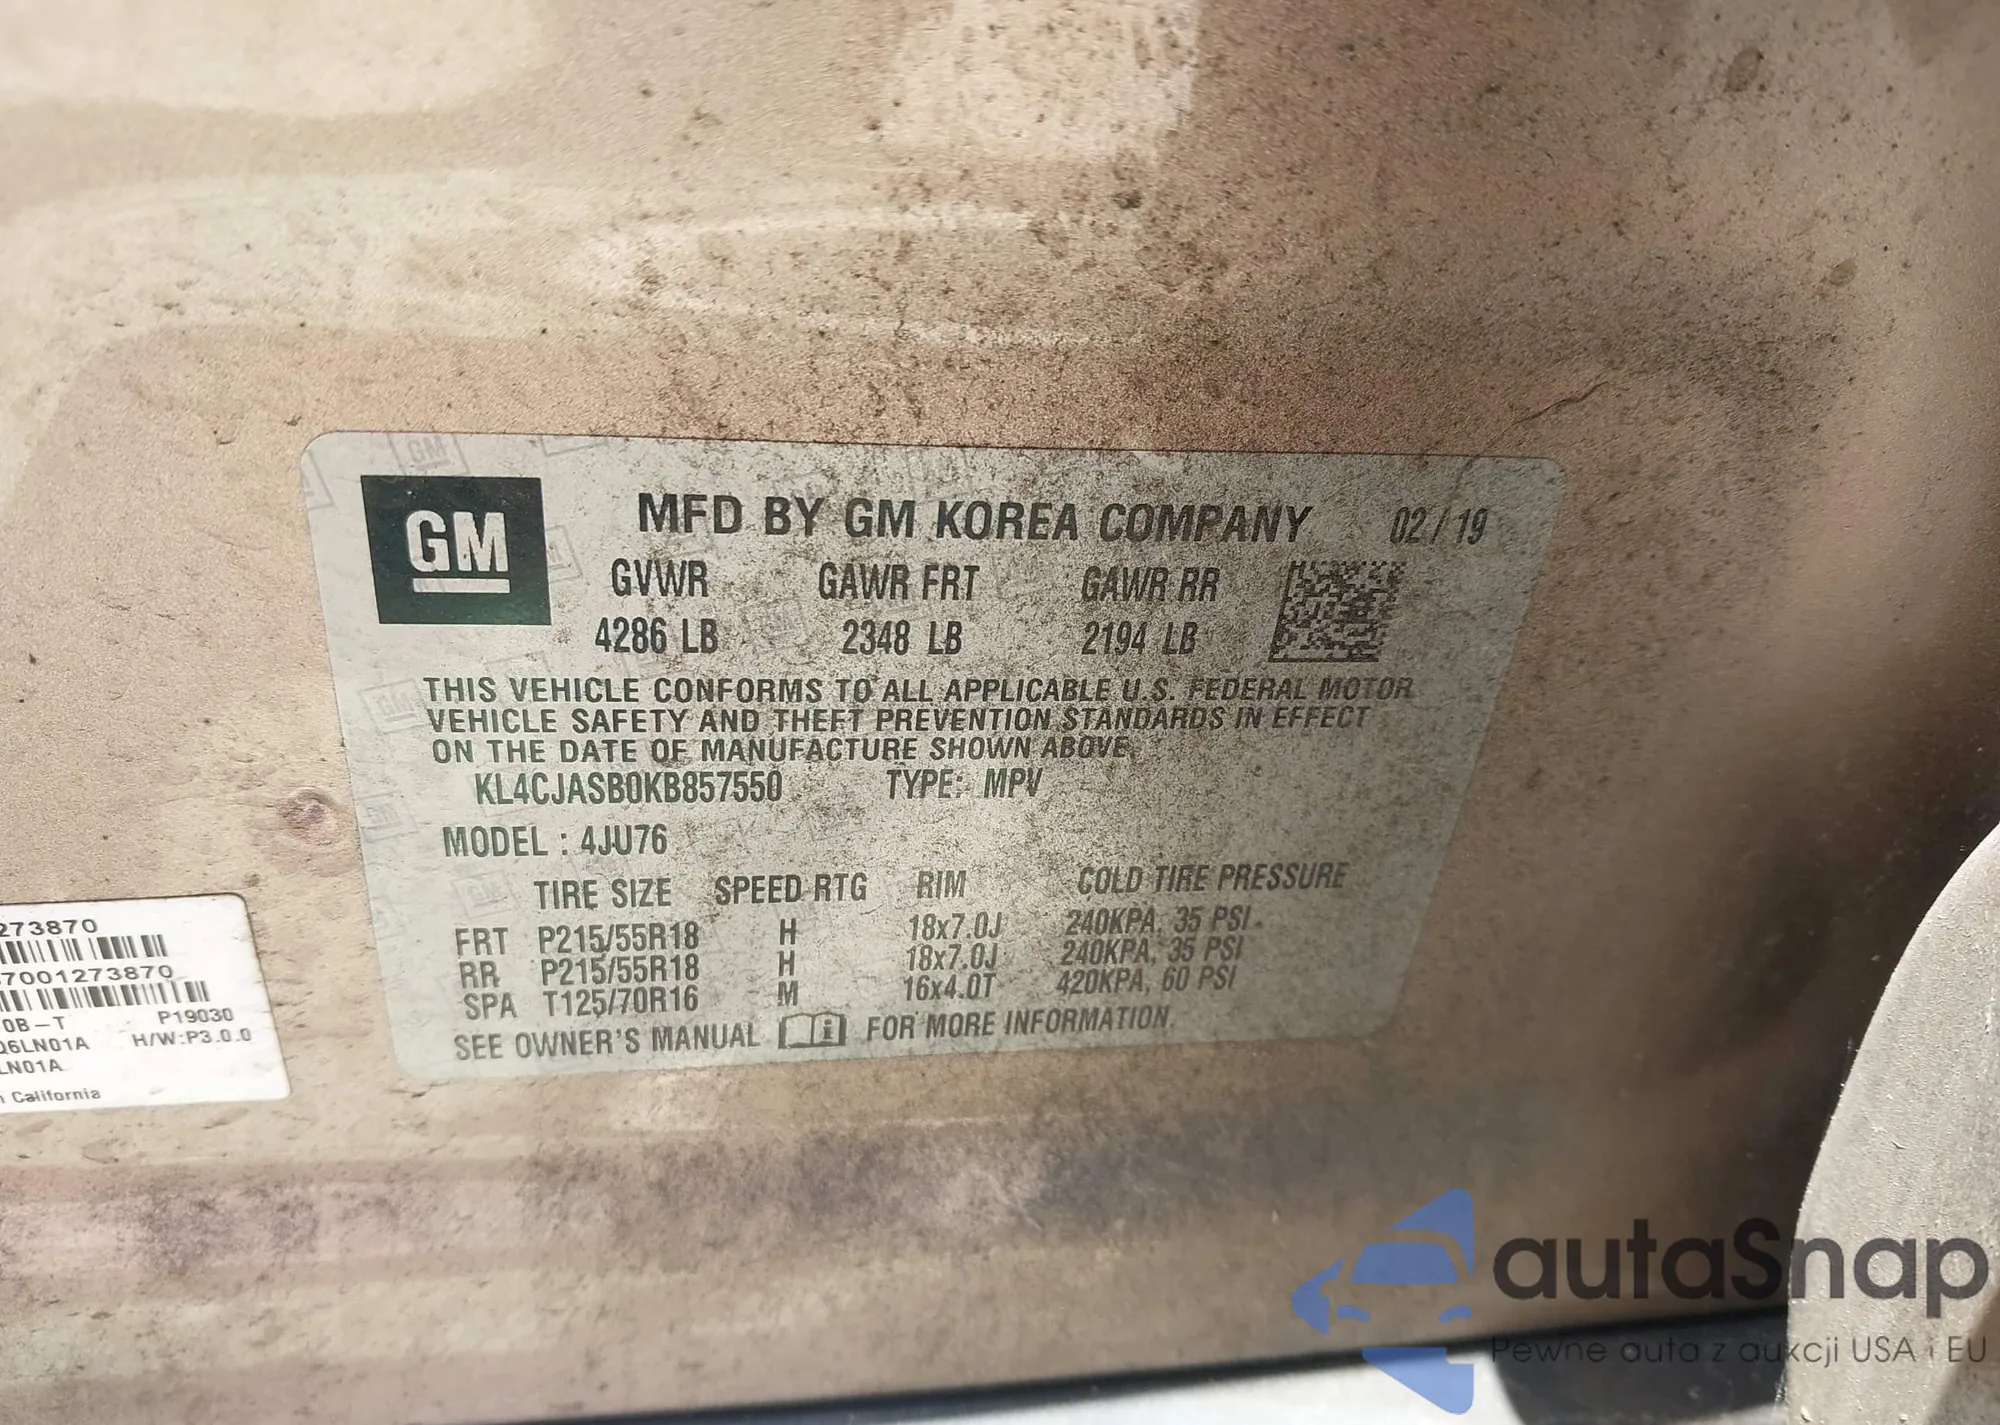 GM
MFD BY GM KOREA COMPANY 02/19
GVWR GAWR FRT GAWR RR
4286 LB 2348 LB 2194 LB
THIS VEHICLE CONFORMS TO ALL APPLICABLE U.S. FEDERAL MOTOR
VEHICLE SAFETY AND THEFT PREVENTION STANDARDS IN EFFECT
ON THE DATE OF MANUFACTURE SHOWN ABOVE.
KL4CJASB0KB857550 TYPE: MPV
MODEL : 4JU76
TIRE SIZE SPEED RTG RIM COLD TIRE PRESSURE
FRT P215/55R18 H 18x7.0J 240KPA, 35 PSI
RR P215/55R18 H 18x7.0J 240KPA, 35 PSI
SPA T125/70R16 M 16x4.0T 420KPA, 60 PSI
SEE OWNER'S MANUAL FOR MORE INFORMATION.
273870
7001273870
0B-T P19030
Q6LN01A H/W:P3.0.0
LN01A
California
autaSnap
Pewne auta z aukcji USA i EU